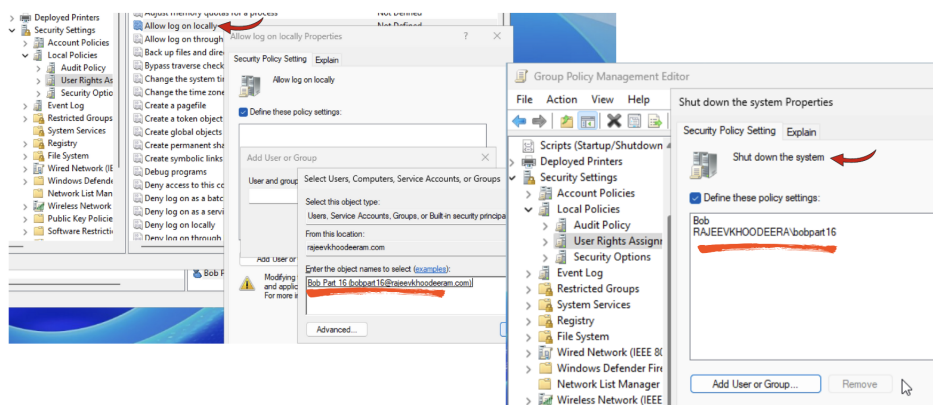 Deployed Printers
Security Settings
Account Policies
Local Policies
Audit Policy
User Rights As
Security Optio
Event Log
Restricted Groups
System Services
Registry
File System
Wired Network (IE
Windows Defende
Network List Man
Wireless Network
Public Key Policie
Software Restrictio
Adjust memory quotas for a process
Not Defined
Allow log on locally
Not Defined
Allow log on through
Back up files and dire
Bypass traverse check
Change the system tir
Change the time zone
Create a pagefile
Create a token object
Create global objects
Create permanent sha
Create symbolic links
Debug programs
Deny access to this co
Deny log on as a batc
Deny log on as a servi
Deny log on locally
Deny log on through
Bob P
Allow log on locally Properties
?
Security Policy Setting
Explain
Allow log on locally
Define these policy settings:
Add User or Group
User and group
Add User or
Modifying
and applic
For more in
Select Users, Computers, Service Accounts, or Groups
Select this object type:
Users, Service Accounts, Groups, or Built-in security principa
From this location:
rajeevkhoodeeram.com
Enter the object names to select (examples):
Bob Part 16 (bobpart16@rajeevkhoodeeram.com)
Advanced...
Group Policy Management Editor
File Action View Help
Scripts (Startup/Shutdown
Deployed Printers
Security Settings
Account Policies
Local Policies
Audit Policy
User Rights Assignr
Security Options
Event Log
Restricted Groups
System Services
Registry
File System
Wired Network (IEEE 80
Windows Defender Fire
Network List Manager
Wireless Network (IEEE
Shut down the system Properties
Security Policy Setting
Explain
Shut down the system
Define these policy settings:
Bob
RAJEEVKHOODEERA\bobpart16
Add User or Group...
Remove